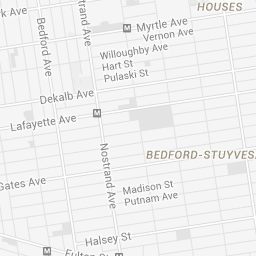 HOUSES
Myrtle Ave
Vernon Ave
Bedford Ave
Willoughby Ave
Hart St
Pulaski St
Dekalb Ave
M
Lafayette Ave
M
BEDFORD-STUYVES
Nostrand Ave
Gates Ave
Madison St
Putnam Ave
Halsey St
M